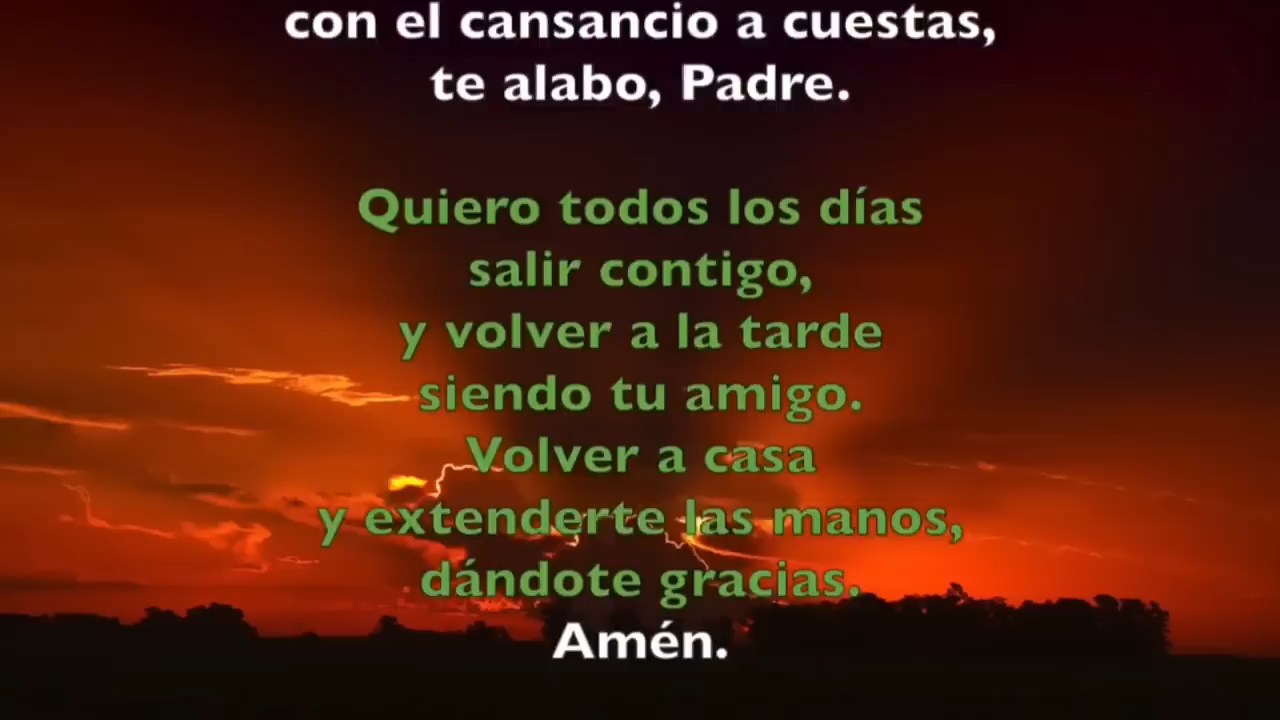 con el cansancio a cuestas,
te alabo, Padre.
Quiero todos los días
salir contigo,
y volver a la tarde
siendo tu amigo.
Volver a casa
y extenderte las manos,
dándote gracias.
Amén.